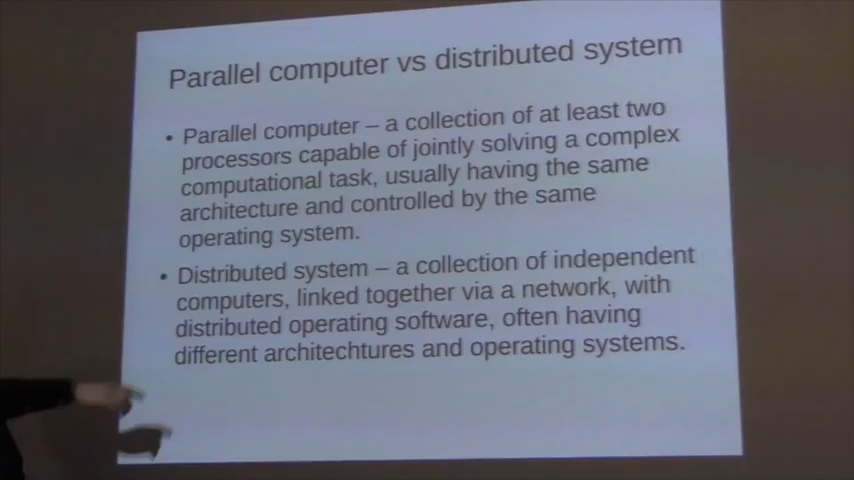 Parallel computer vs distributed system
• Parallel computer – a collection of at least two
processors capable of jointly solving a complex
computational task, usually having the same
architecture and controlled by the same
operating system.
• Distributed system – a collection of independent
computers, linked together via a network, with
distributed operating software, often having
different architechtures and operating systems.